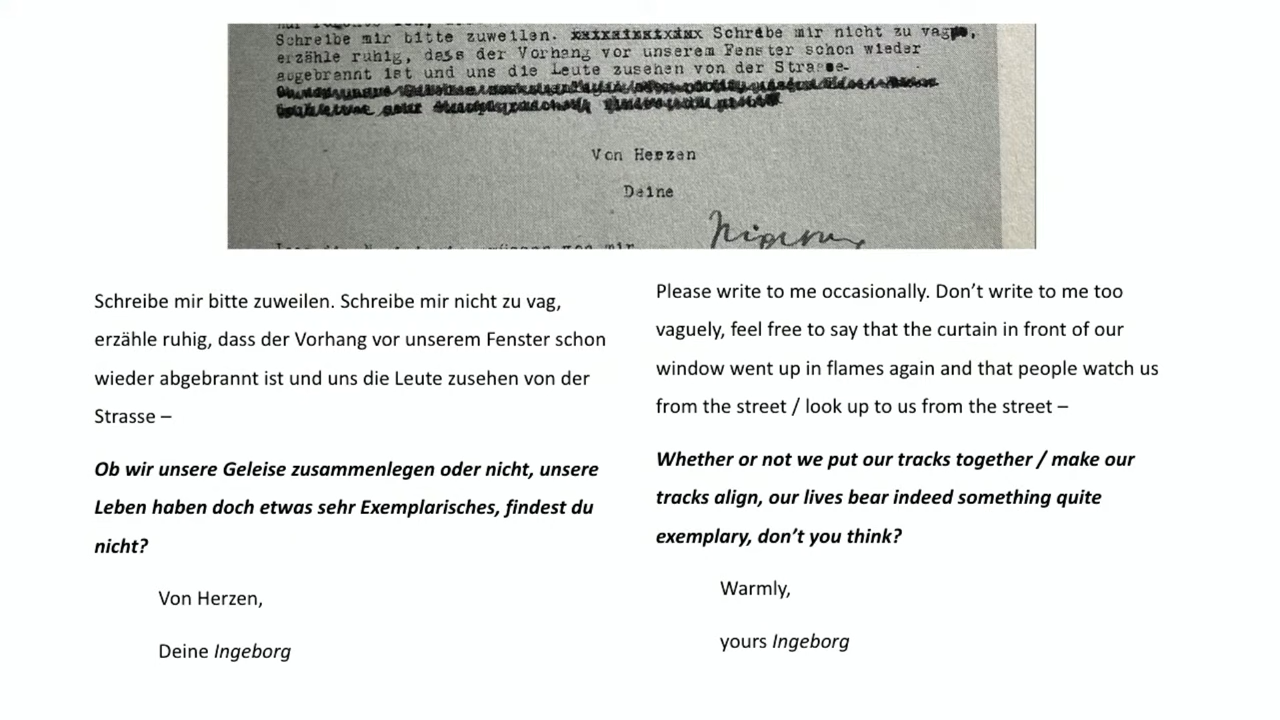 Schreibe mir bitte zuweilen. xxixximxtxixx Schrebe mir nicht zu vag,
erzähle ruhig, dass der Vorhang vor unserem Fenster schon wieder
abgebrannt ist und uns die Leute zusehen von der Strasse-
Von Herzen
Deine
Ingeborg
Schreibe mir bitte zuweilen. Schreibe mir nicht zu vag,
erzähle ruhig, dass der Vorhang vor unserem Fenster schon
wieder abgebrannt ist und uns die Leute zusehen von der
Strasse –
Ob wir unsere Geleise zusammenlegen oder nicht, unsere
Leben haben doch etwas sehr Exemplarisches, findest du
nicht?
Von Herzen,
Deine Ingeborg
Please write to me occasionally. Don’t write to me too
vaguely, feel free to say that the curtain in front of our
window went up in flames again and that people watch us
from the street / look up to us from the street –
Whether or not we put our tracks together / make our
tracks align, our lives bear indeed something quite
exemplary, don’t you think?
Warmly,
yours Ingeborg